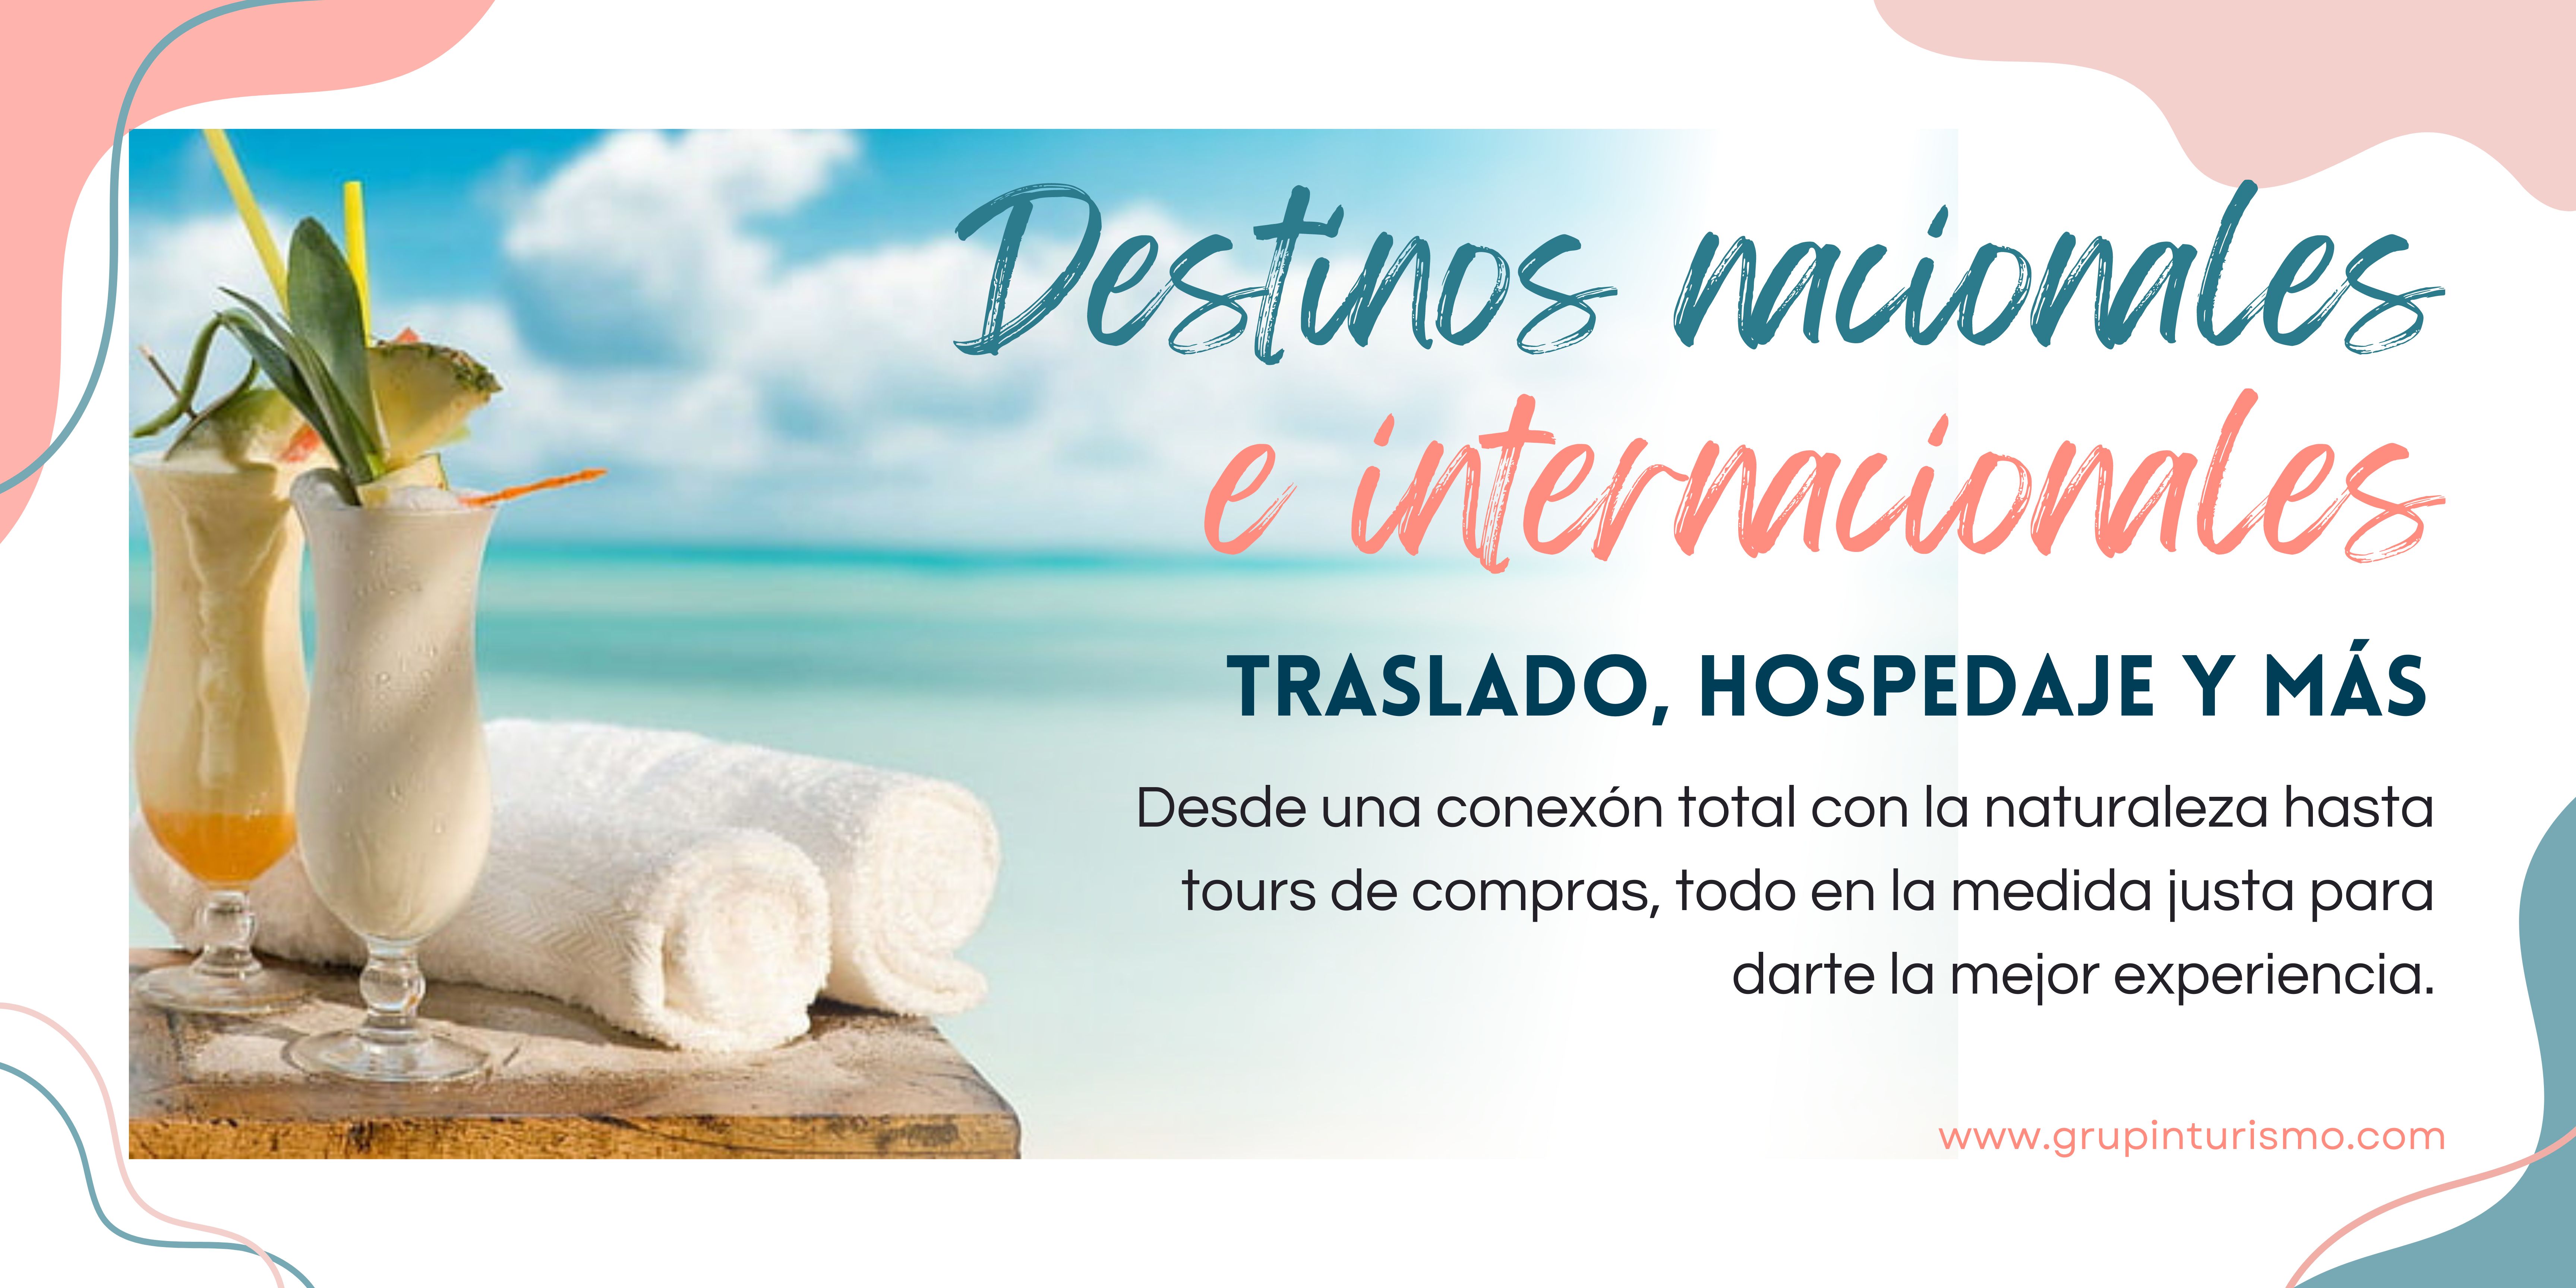 Destinos nacionales
e internacionales
TRASLADO, HOSPEDAJE Y MÁS
Desde una conexón total con la naturaleza hasta
tours de compras, todo en la medida justa para
darte la mejor experiencia.
www.grupinturismo.com